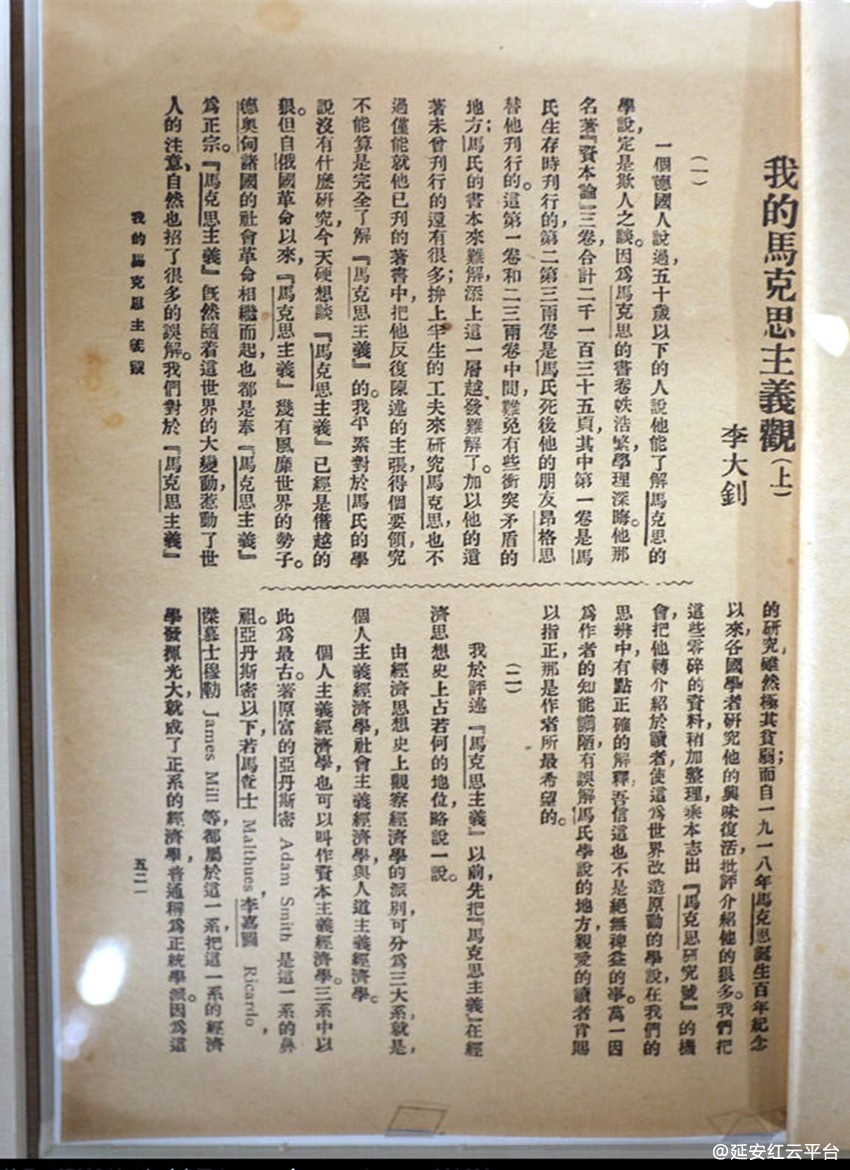 我的馬克思主義觀（上）
李大釗
（一）
一個德國人說過，五十歲以下的人說他能了解馬克思的
學說，定是欺人之談。因爲馬克思的書卷帙浩繁，學理深晦。他那
名著『資本論』三卷，合計二千一百三十五頁，其中第一卷是馬
氏生存時刊行的，第二第三兩卷是馬氏死後他的朋友昂格思
替他刊行的。這第一卷和二三兩卷中間，難免有些衝突矛盾的
地方；馬氏的書本來難解，添上這一層越發難解了。加以他的遺
著未曾刊行的還有很多；拚上半生的工夫來研究馬克思，也不
過僅能就他已刊的著書中，把他反復陳述的主張得個要領，究
不能算是完全了解『馬克思主義』的。我平素對於馬氏的學
說沒有什麽研究，今天硬想談『馬克思主義』已經是僭越的
狠。但自俄國革命以來，『馬克思主義』幾有風靡世界的勢子。
德奧匈諸國的社會革命相繼而起，也都是奉『馬克思主義』
爲正宗。『馬克思主義』旣然隨着這世界的大變動，惹動了世
人的注意，自然也招了很多的誤解。我們對於『馬克思主義』
的研究，雖然極其貧弱；而自一九一八年馬克思誕生百年紀念
以來，各國學者研究他的興味復活，批評介紹他的狠多。我們把
這些零碎的資料，稍加整理，乘本志出『馬克思研究號』的機
會，把他轉介紹於讀者，使這爲世界改造原動的學說，在我們的
思辨中，有點正確的解釋，吾信這也不是絕無裨益的事。萬一因
爲作者的知能譾陋，有誤解馬氏學說的地方，親愛的讀者肯賜
以指正，那是作者所最希望的。
（二）
我於評述『馬克思主義』以前，先把『馬克思主義』在經
濟思想史上占若何的地位，略說一說。
由經濟思想史上觀察經濟學的派別，可分爲三大系，就是，
個人主義經濟學，社會主義經濟學與人道主義經濟學。
個人主義經濟學，也可以叫作資本主義經濟學。三系中以
此爲最古。著原富的亞丹斯密 Adam Smith 是這一系的鼻
祖。亞丹斯密以下，若馬查士 Malthues，李嘉圖 Ricardo，
傑慕士穆勒 James Mill 等，都屬於這一系。把這一系的經濟
學發揮光大，就成了正系的經濟學，普通稱爲正統學派。因爲這
我的馬克思主義觀
五二一
@延安红云平台